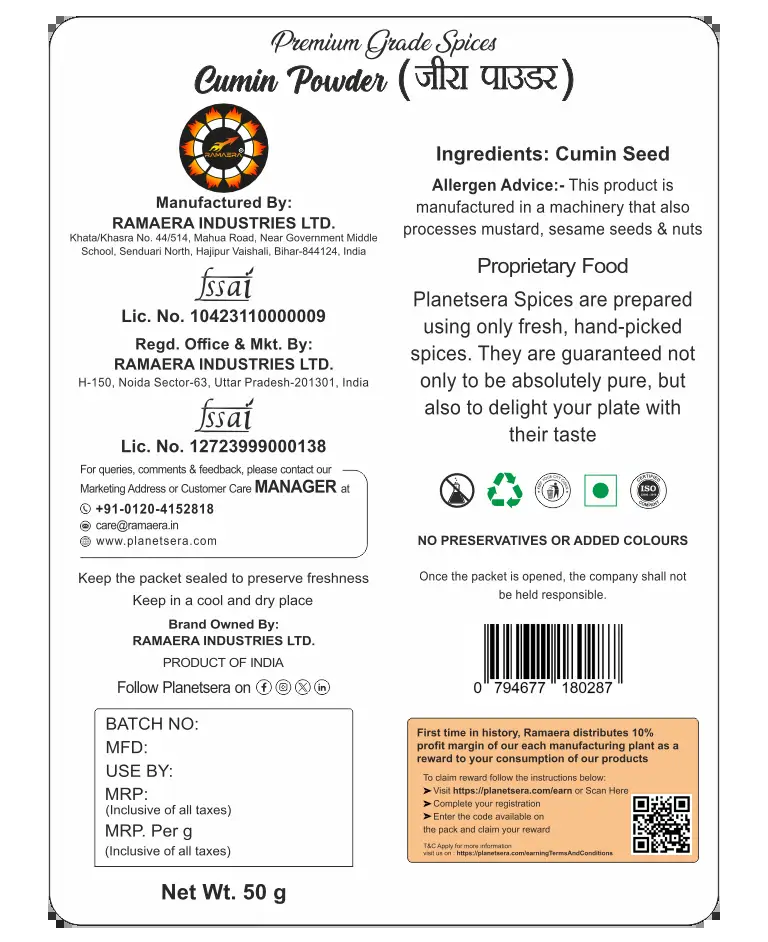 Premium Grade Spices
Cumin Powder (जीरा पाउडर)
RAMAERA
Manufactured By:
RAMAERA INDUSTRIES LTD.
Khata/Khasra No. 44/514, Mahua Road, Near Government Middle
School, Senduari North, Hajipur Vaishali, Bihar-844124, India
fssai
Lic. No. 10423110000009
Regd. Office & Mkt. By:
RAMAERA INDUSTRIES LTD.
H-150, Noida Sector-63, Uttar Pradesh-201301, India
fssai
Lic. No. 12723999000138
For queries, comments & feedback, please contact our
Marketing Address or Customer Care MANAGER at
+91-0120-4152818
care@ramaera.in
www.planetsera.com
Keep the packet sealed to preserve freshness
Keep in a cool and dry place
Brand Owned By:
RAMAERA INDUSTRIES LTD.
PRODUCT OF INDIA
Follow Planetsera on
BATCH NO:
MFD:
USE BY:
MRP:
(Inclusive of all taxes)
MRP. Per g
(Inclusive of all taxes)
Net Wt. 50 g
Ingredients: Cumin Seed
Allergen Advice:- This product is
manufactured in a machinery that also
processes mustard, sesame seeds & nuts
Proprietary Food
Planetsera Spices are prepared
using only fresh, hand-picked
spices. They are guaranteed not
only to be absolutely pure, but
also to delight your plate with
their taste
CERTIFIED
ISO
COMPANY
NO PRESERVATIVES OR ADDED COLOURS
Once the packet is opened, the company shall not
be held responsible.
0 794677 180287
First time in history, Ramaera distributes 10%
profit margin of our each manufacturing plant as a
reward to your consumption of our products
To claim reward follow the instructions below:
Visit https://planetsera.com/earn or Scan Here
Complete your registration
Enter the code available on
the pack and claim your reward
T&C Apply for more information
visit us on : https://planetsera.com/earningTermsAndConditions